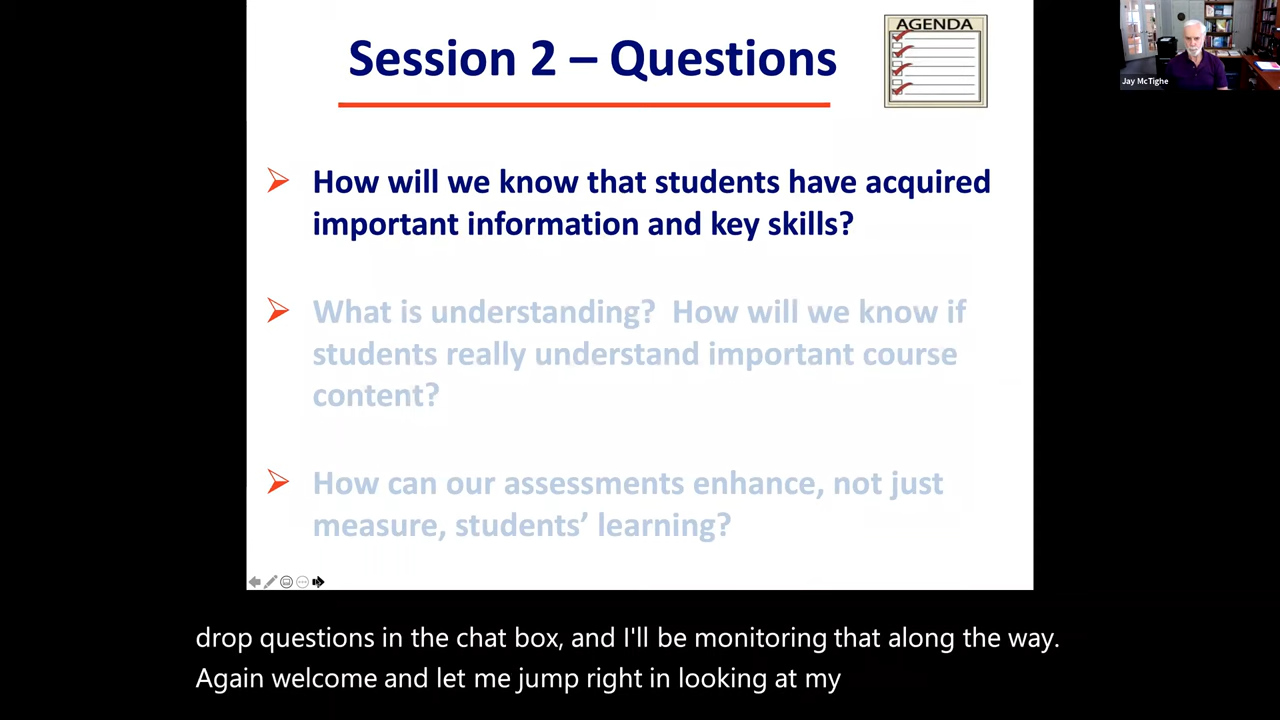 Session 2 – Questions
AGENDA
Jay McTighe
How will we know that students have acquired
important information and key skills?
What is understanding?  How will we know if
students really understand important course
content?
How can our assessments enhance, not just
measure, students’ learning?
drop questions in the chat box, and I'll be monitoring that along the way.
Again welcome and let me jump right in looking at my